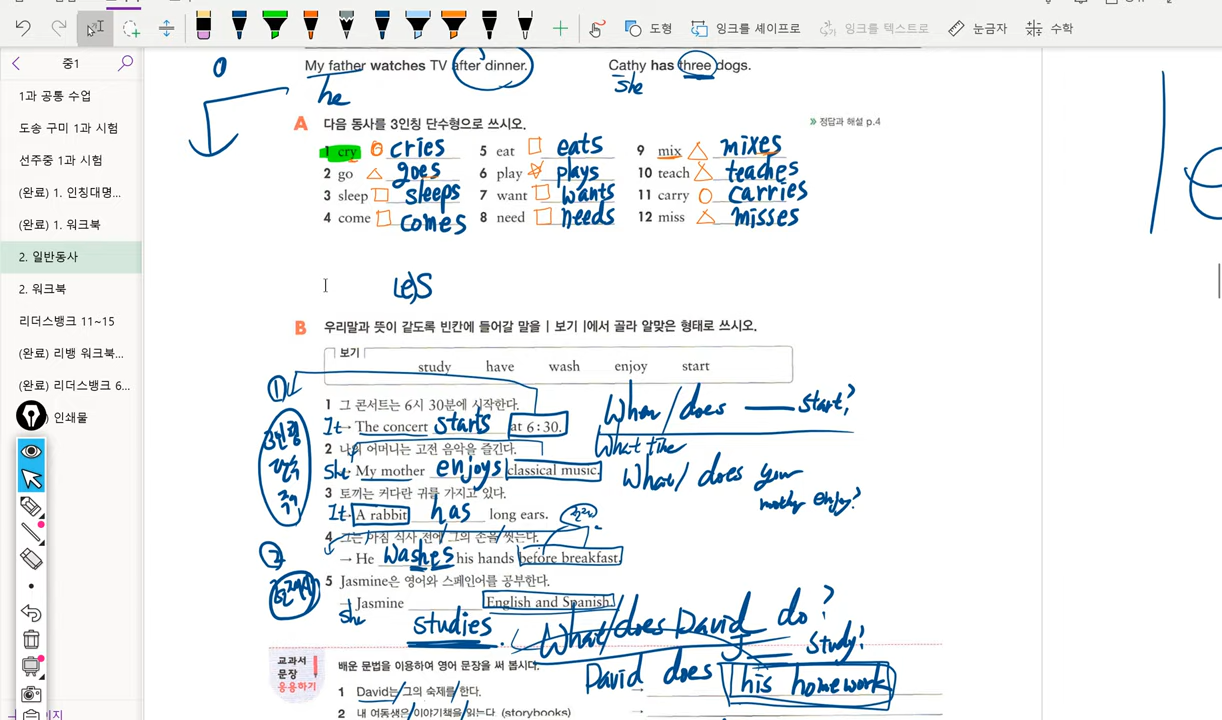 도형
잉크를 셰이프로
잉크를 텍스트로
눈금자
수학
중1
1과 공통 수업
도송 구미 1과 시험
선주중 1과 시험
(완료) 1. 인칭대명...
(완료) 1. 워크북
2. 일반동사
2. 워크북
리더스뱅크 11~15
(완료) 리뱅 워크북...
(완료) 리더스뱅크 6...
인쇄물
My father watches TV after dinner. Cathy has three dogs.
he she
A 다음 동사를 3인칭 단수형으로 쓰시오. » 정답과 해설 p.4
1 cry cries 5 eat eats 9 mix mixes
2 go goes 6 play plays 10 teach teaches
3 sleep sleeps 7 want wants 11 carry carries
4 come comes 8 need needs 12 miss misses
(e)S
B 우리말과 뜻이 같도록 빈칸에 들어갈 말을 | 보기 |에서 골라 알맞은 형태로 쓰시오.
보기
study have wash enjoy start
①
1 그 콘서트는 6시 30분에 시작한다.
It → The concert starts at 6:30.
When / does start?
What time
3인칭 단수
2 나의 어머니는 고전 음악을 즐긴다.
She → My mother enjoys classical music.
What / does your mother enjoy?
3 토끼는 커다란 귀를 가지고 있다.
It → A rabbit has long ears.
②
4 그는 아침 식사 전에 그의 손을 씻는다.
→ He washes his hands before breakfast.
현재시제
5 Jasmine은 영어와 스페인어를 공부한다.
she → Jasmine studies English and Spanish.
What / does David do?
study?
David does his homework
교과서 문장 응용하기
배운 문법을 이용하여 영어 문장을 써 봅시다.
1 David는 그의 숙제를 한다. →
2 내 여동생은 이야기책을 읽는다. (storybooks) →